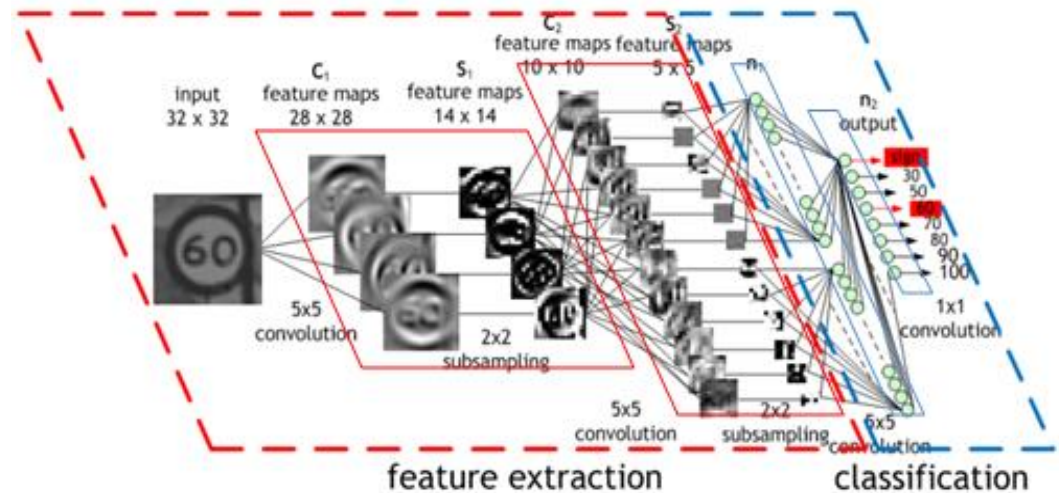 input
32 x 32
C1
feature maps
28 x 28
S1
feature maps
14 x 14
C2
feature maps
10 x 10
S2
feature maps
5 x 5
n1
n2
output
sign
30
50
60
70
80
90
100
60
5x5
convolution
2x2
subsampling
5x5
convolution
2x2
subsampling
5x5
convolution
1x1
convolution
feature extraction
classification